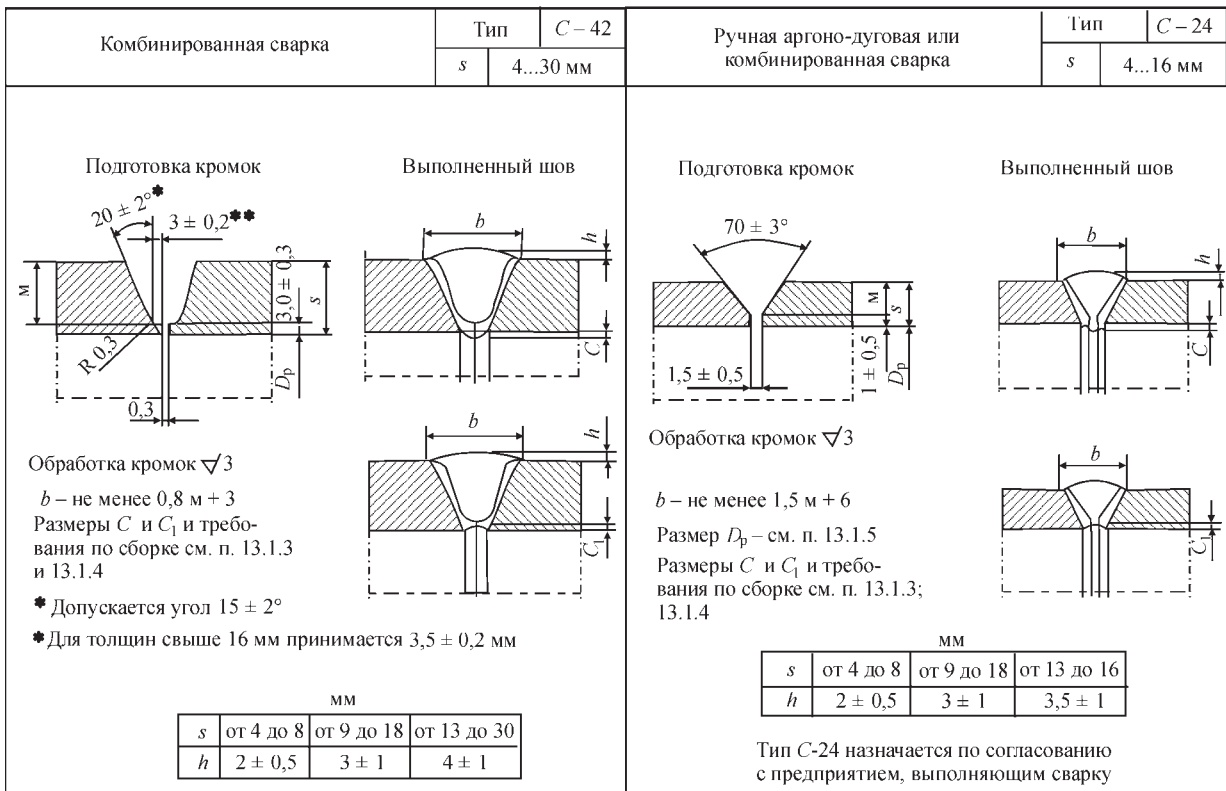 Комбинированная сварка
Тип
С – 42
s
4...30 мм
Подготовка кромок
Выполненный шов
20 ± 2°*
3 ± 0,2**
м
3,0 ± 0,3
s
R 0,3
Dр
0,3
b
h
C
b
h
C1
Обработка кромок 3
b – не менее 0,8 м + 3
Размеры C и C1 и требо-
вания по сборке см. п. 13.1.3
и 13.1.4
* Допускается угол 15 ± 2°
* Для толщин свыше 16 мм принимается 3,5 ± 0,2 мм
мм
s от 4 до 8 от 9 до 18 от 13 до 30
h 2 ± 0,5 3 ± 1 4 ± 1
Ручная аргоно-дуговая или
комбинированная сварка
Тип
С – 24
s
4...16 мм
Подготовка кромок
Выполненный шов
70 ± 3°
м
s
1,5 ± 0,5
1 ± 0,5
Dр
b
h
C
b
C1
Обработка кромок 3
b – не менее 1,5 м + 6
Размер Dр – см. п. 13.1.5
Размеры C и C1 и требо-
вания по сборке см. п. 13.1.3;
13.1.4
мм
s от 4 до 8 от 9 до 18 от 13 до 16
h 2 ± 0,5 3 ± 1 3,5 ± 1
Тип С-24 назначается по согласованию
с предприятием, выполняющим сварку